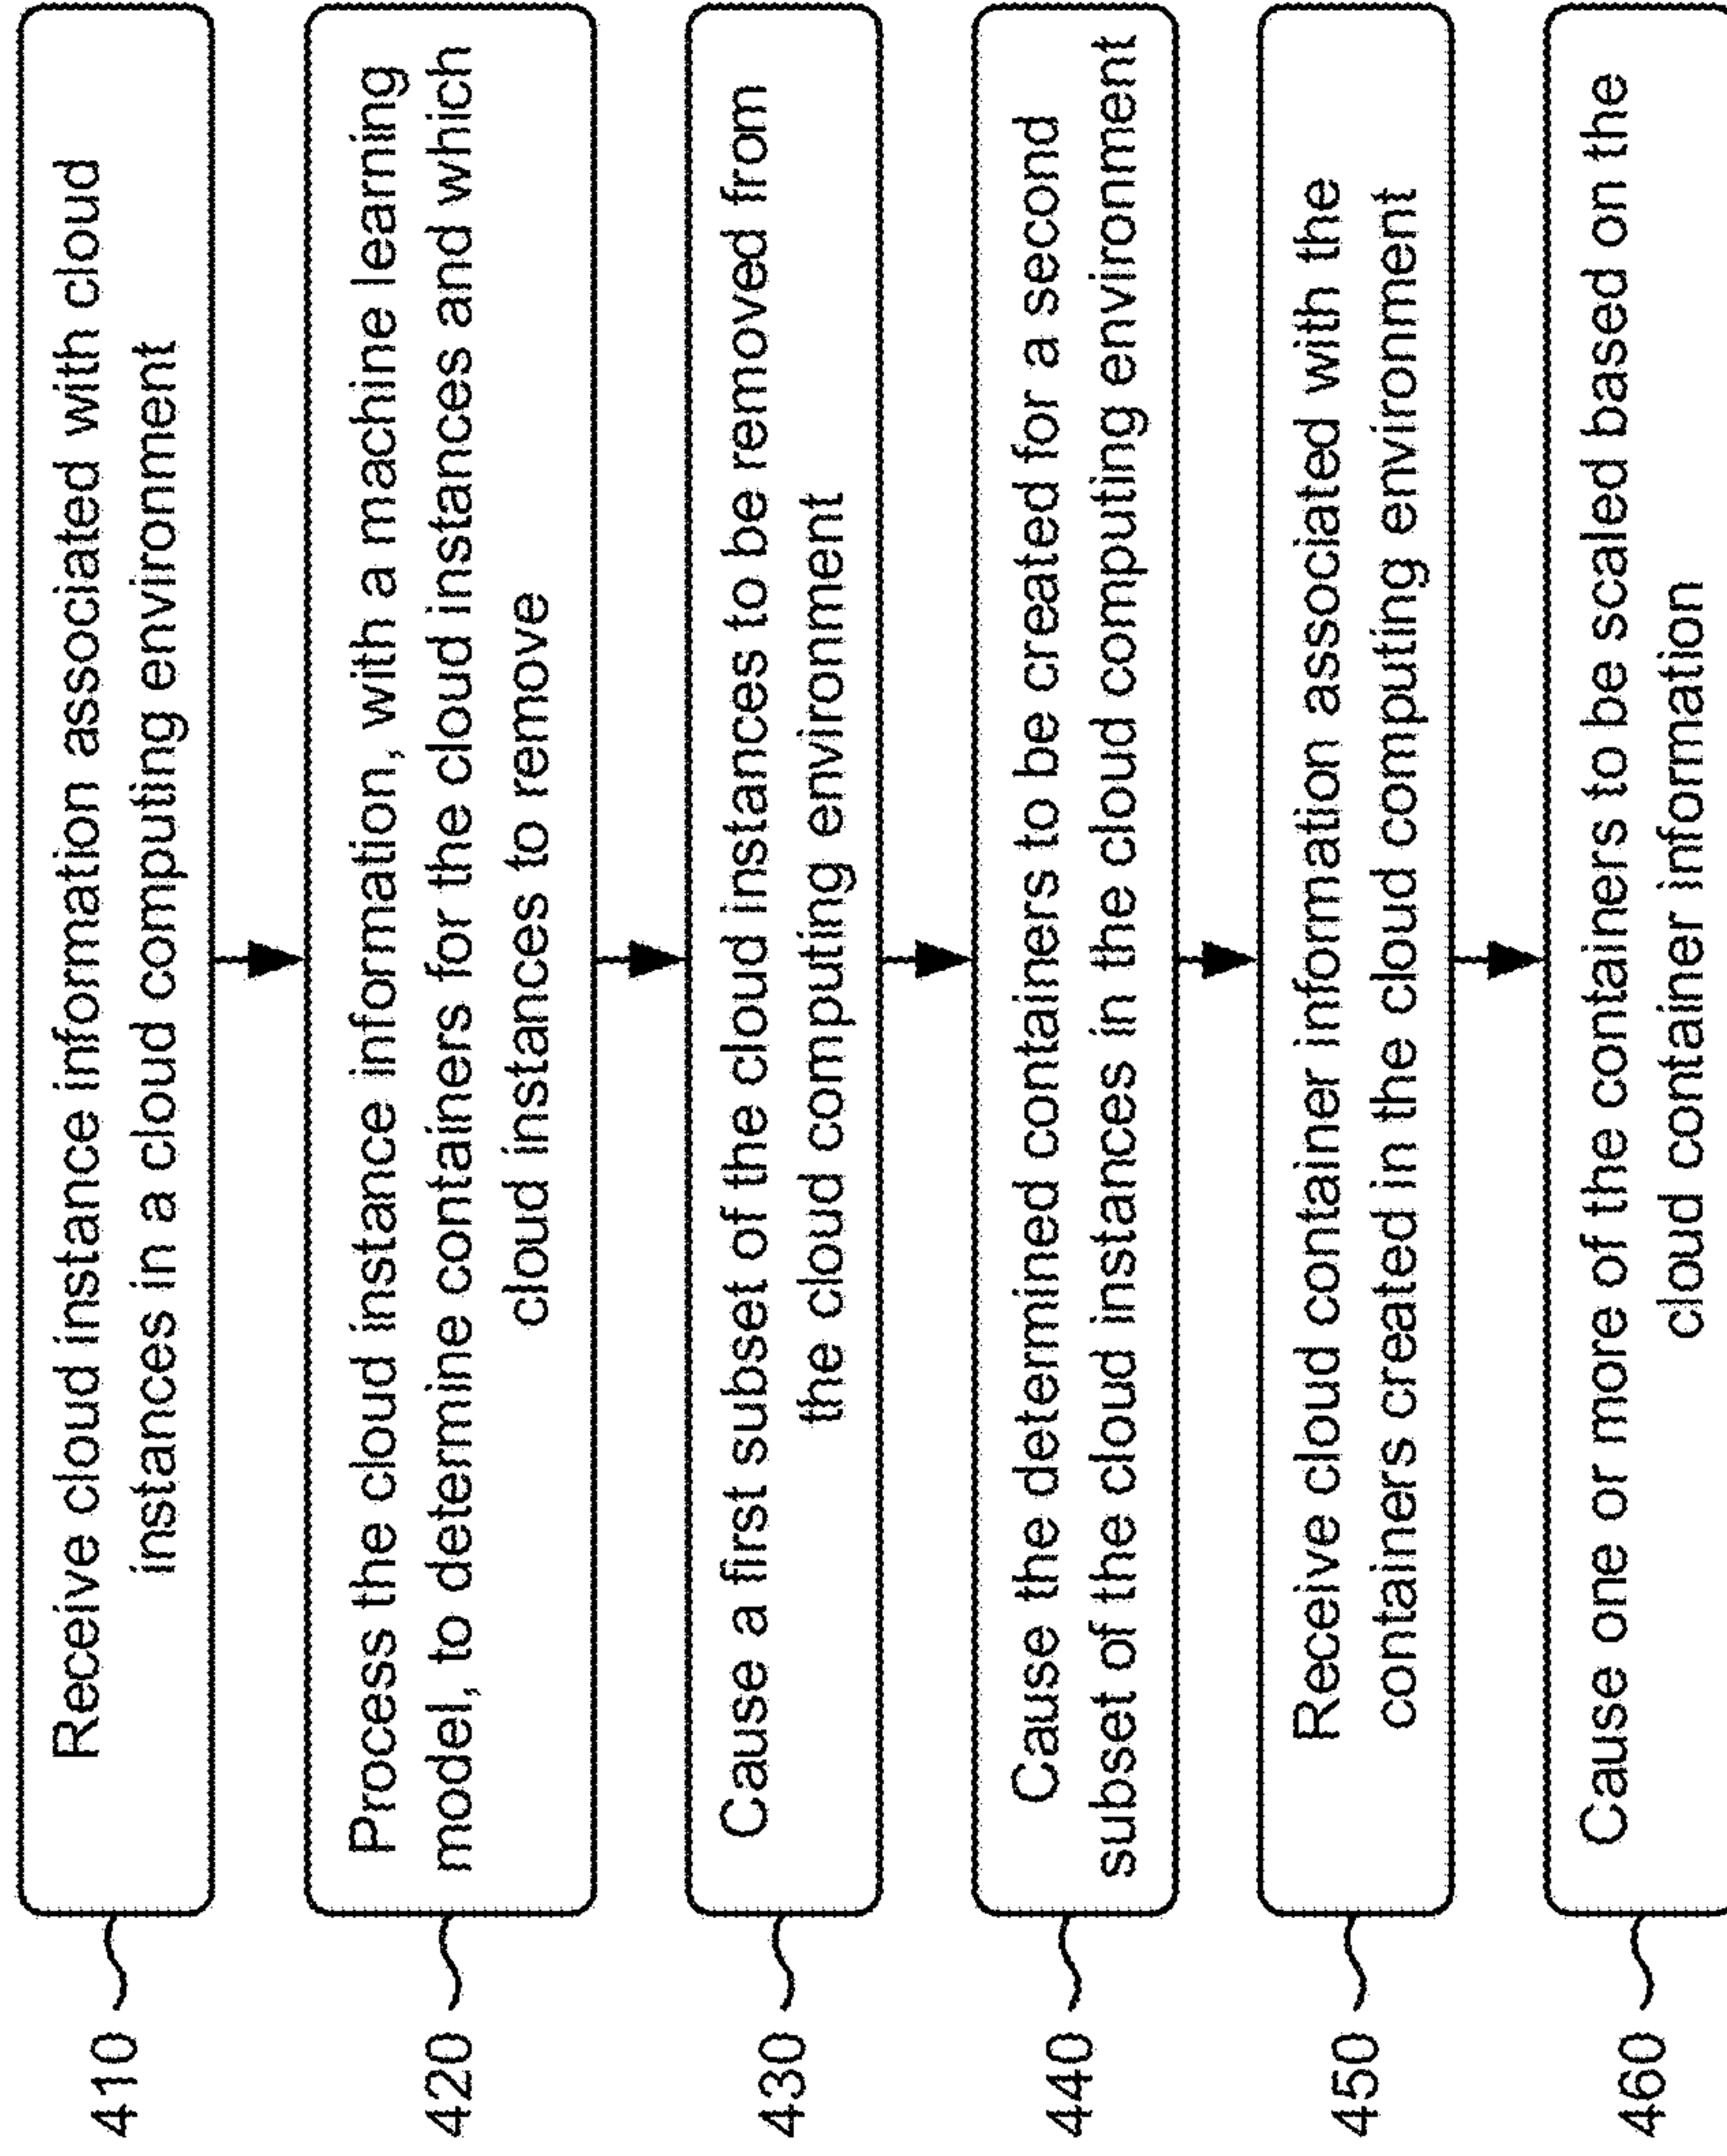 410
Receive cloud instance information associated with cloud
instances in a cloud computing environment
420
Process the cloud instance information, with a machine learning
model, to determine containers for the cloud instances and which
cloud instances to remove
430
Cause a first subset of the cloud instances to be removed from
the cloud computing environment
440
Cause the determined containers to be created for a second
subset of the cloud instances in the cloud computing environment
450
Receive cloud container information associated with the
containers created in the cloud computing environment
460
Cause one or more of the containers to be scaled based on the
cloud container information